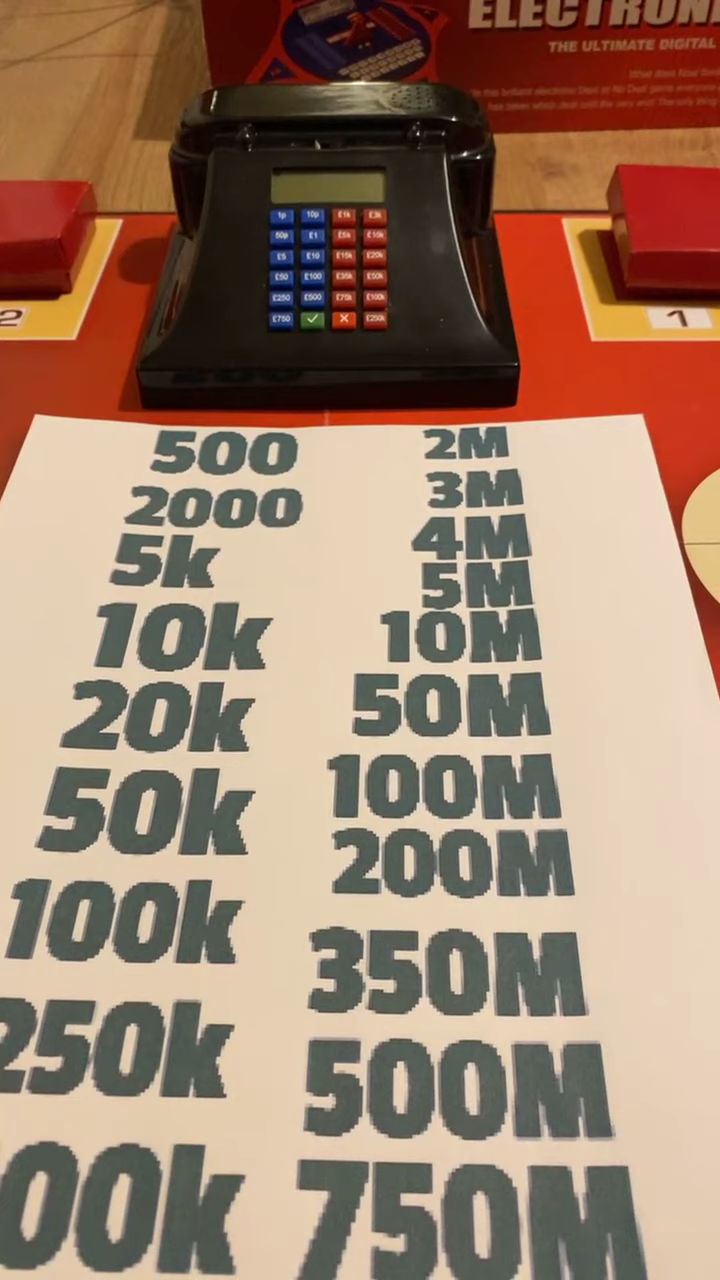 ELECTRON
THE ULTIMATE DIGITAL
1p 10p £1k £3k
50p £1 £5k £10k
£5 £10 £15k £20k
£50 £100 £35k £50k
£250 £500 £75k £100k
£750 ✓ X £250k
2 1
500 2M
2000 3M
5k 4M
10k 5M
20k 10M
50k 50M
100k 100M
250k 200M
00k 350M
500M
750M